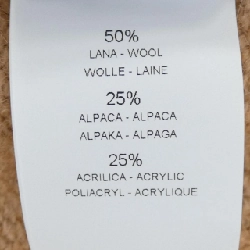 50%
LANA - WOOL
WOLLE - LAINE
25%
ALPACA - ALPACA
ALPAKA - ALPAGA
25%
ACRILICA - ACRYLIC
POLIACRYL - ACRYLIQUE